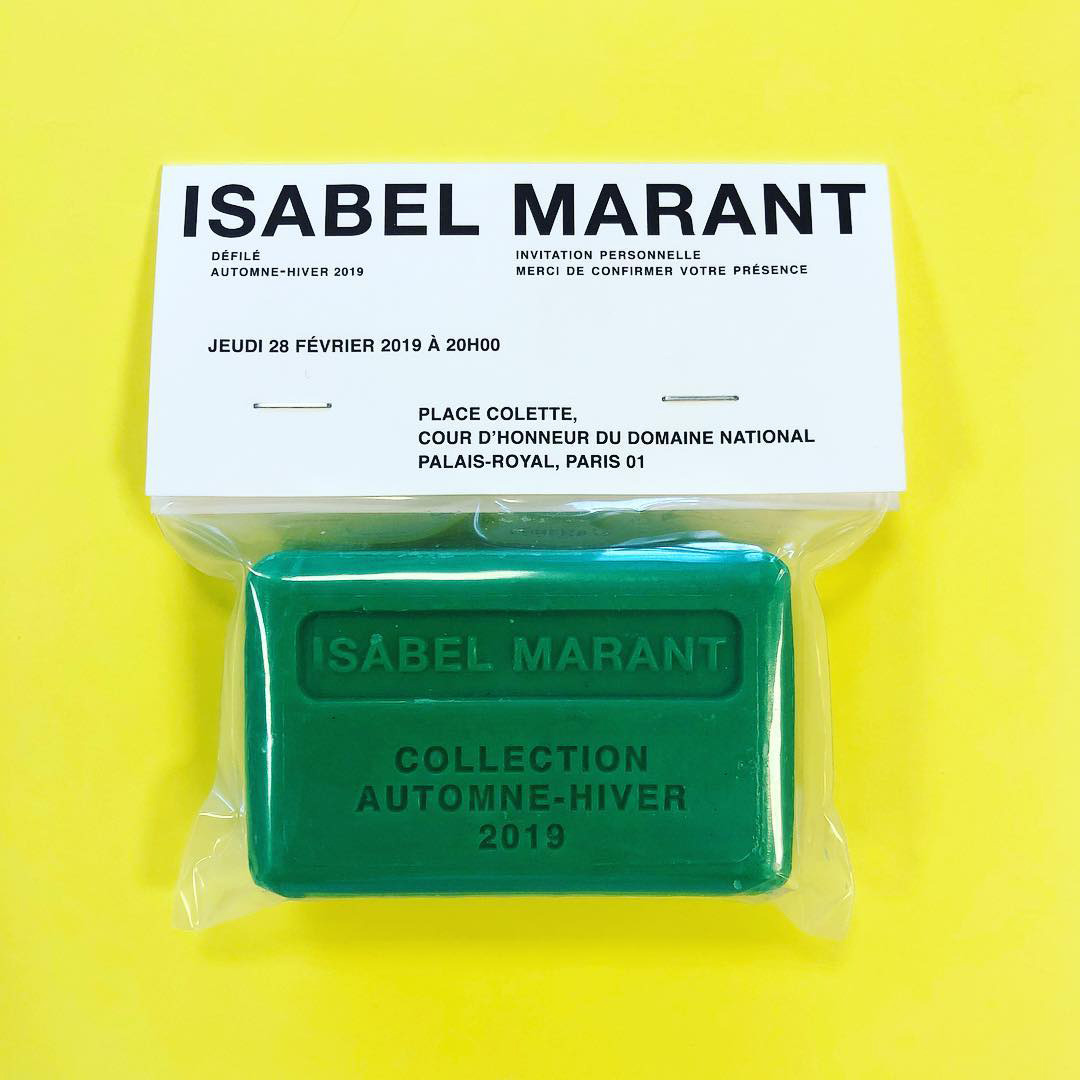 ISABEL MARANT
DÉFILÉ
AUTOMNE-HIVER 2019
INVITATION PERSONNELLE
MERCI DE CONFIRMER VOTRE PRÉSENCE
JEUDI 28 FÉVRIER 2019 À 20H00
PLACE COLETTE,
COUR D'HONNEUR DU DOMAINE NATIONAL
PALAIS-ROYAL, PARIS 01
ISABEL MARANT
COLLECTION
AUTOMNE-HIVER
2019